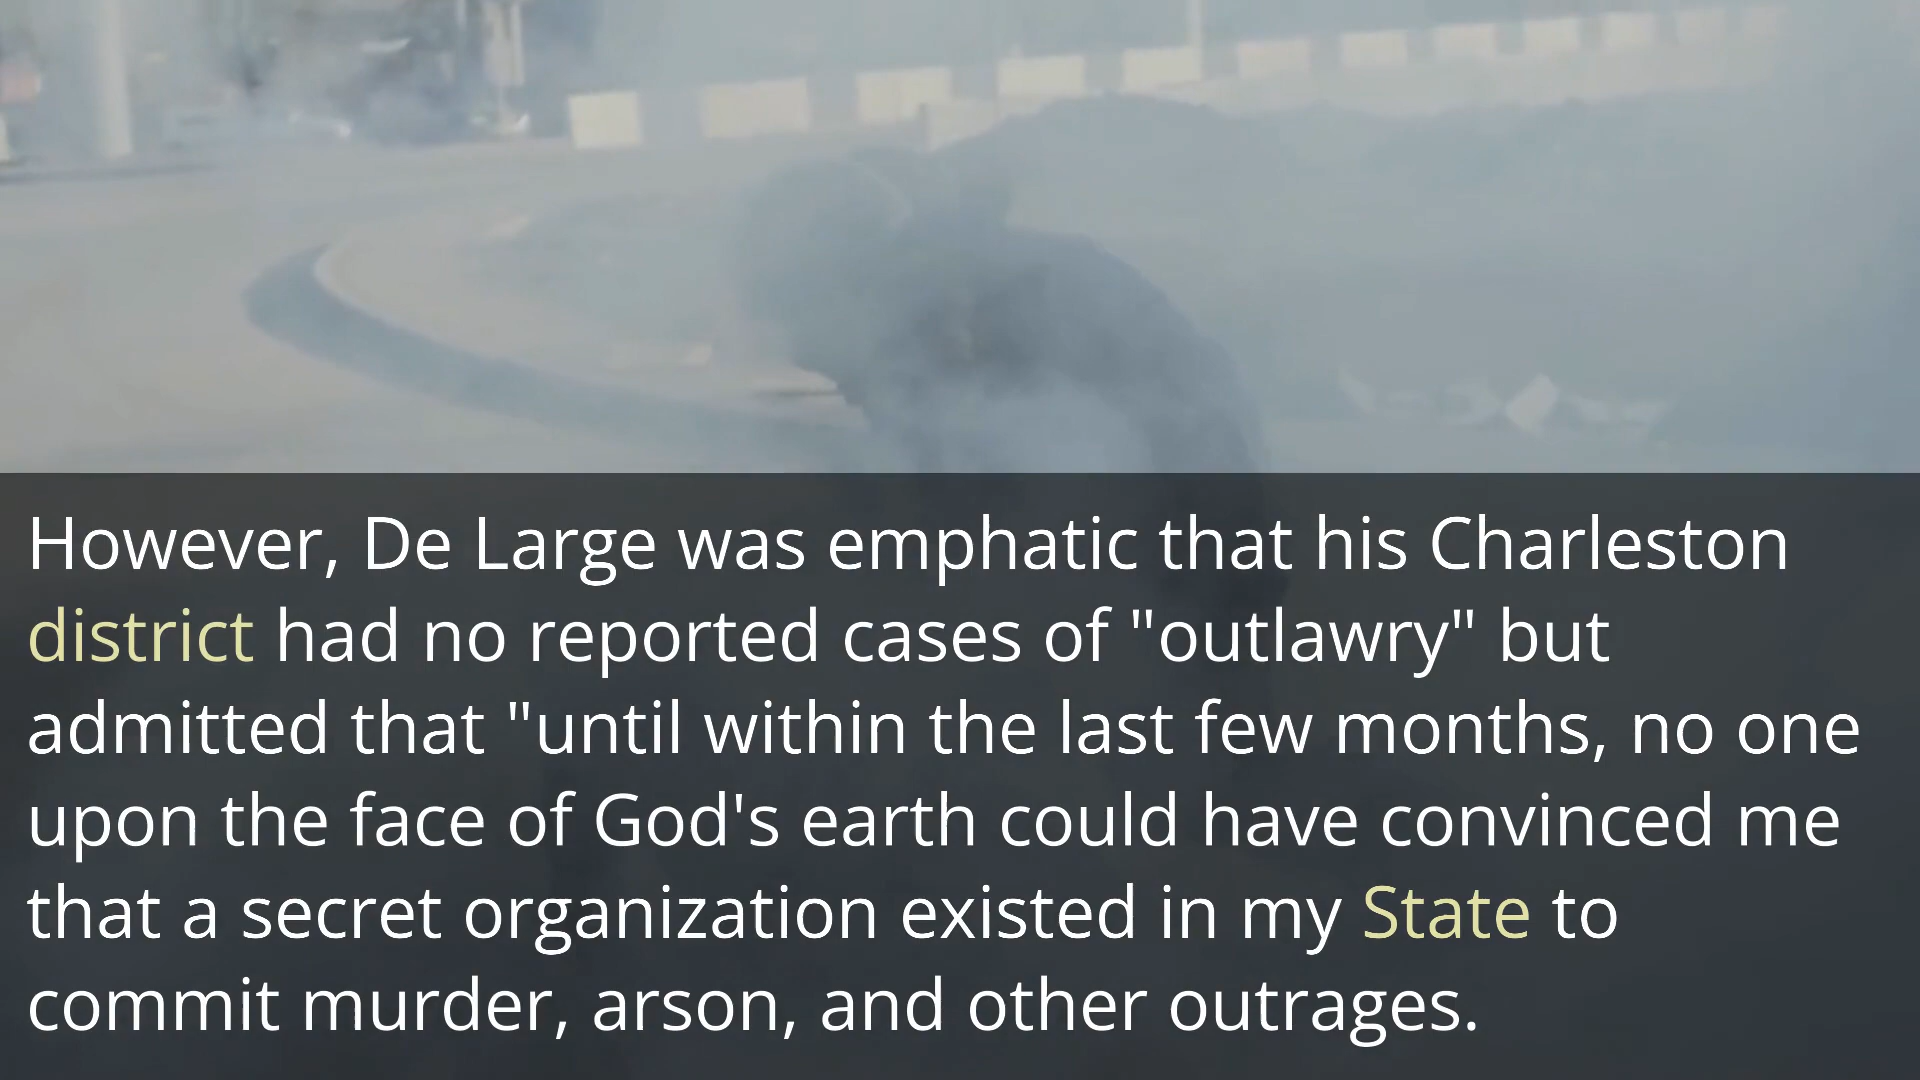 However, De Large was emphatic that his Charleston
district had no reported cases of "outlawry" but
admitted that "until within the last few months, no one
upon the face of God's earth could have convinced me
that a secret organization existed in my State to
commit murder, arson, and other outrages.